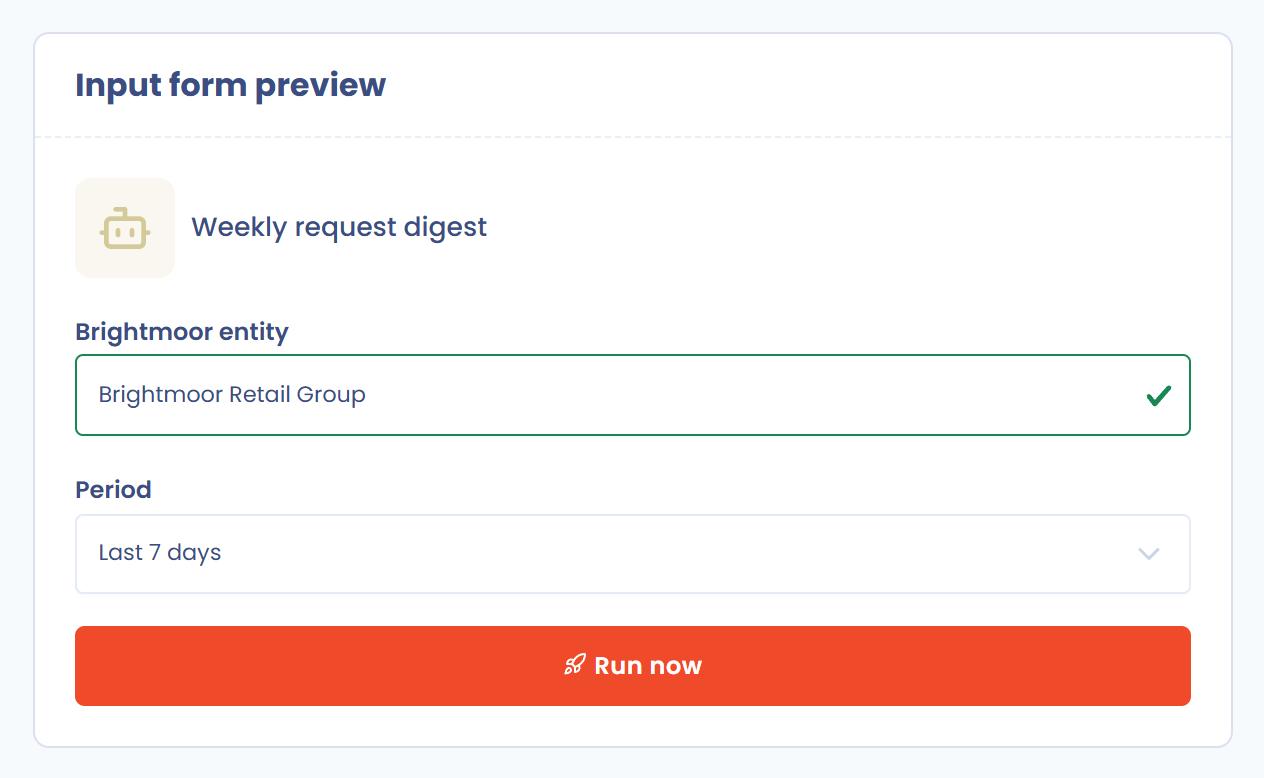 Input form preview
Weekly request digest
Brightmoor entity
Brightmoor Retail Group
Period
Last 7 days
Run now